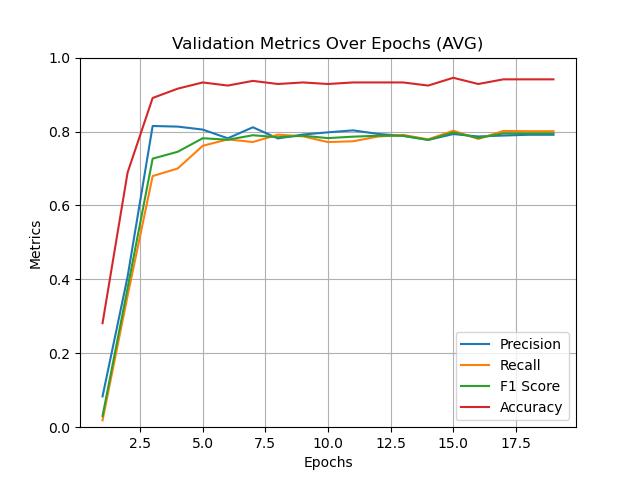 Validation Metrics Over Epochs (AVG)
1.0
0.8
0.6
0.4
0.2
0.0
Metrics
2.5 5.0 7.5 10.0 12.5 15.0 17.5
Epochs
Precision
Recall
F1 Score
Accuracy